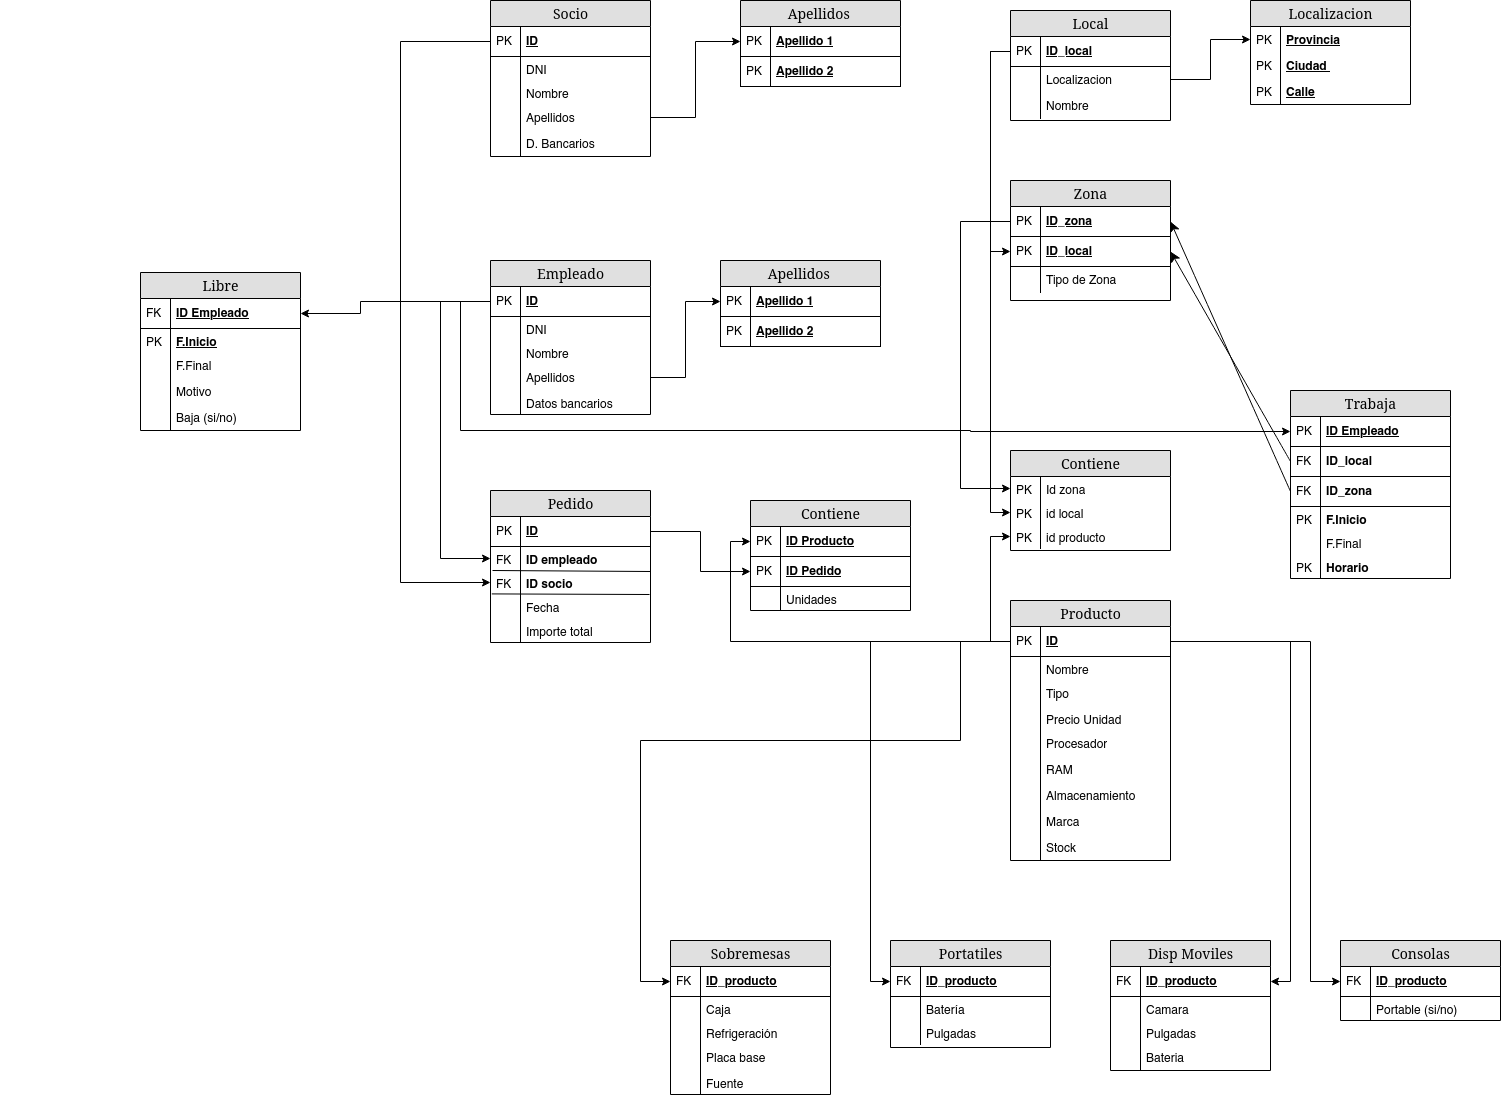 Socio
PK ID
DNI
Nombre
Apellidos
D. Bancarios
Apellidos
PK Apellido 1
PK Apellido 2
Local
PK ID_local
Localizacion
Nombre
Localizacion
PK Provincia
PK Ciudad
PK Calle
Zona
PK ID_zona
PK ID_local
Tipo de Zona
Libre
FK ID Empleado
PK F.Inicio
F.Final
Motivo
Baja (si/no)
Empleado
PK ID
DNI
Nombre
Apellidos
Datos bancarios
Apellidos
PK Apellido 1
PK Apellido 2
Trabaja
PK ID Empleado
FK ID_local
FK ID_zona
PK F.Inicio
F.Final
PK Horario
Contiene
PK Id zona
PK id local
PK id producto
Pedido
PK ID
FK ID empleado
FK ID socio
Fecha
Importe total
Contiene
PK ID Producto
PK ID Pedido
Unidades
Producto
PK ID
Nombre
Tipo
Precio Unidad
Procesador
RAM
Almacenamiento
Marca
Stock
Sobremesas
FK ID_producto
Caja
Refrigeración
Placa base
Fuente
Portatiles
FK ID_producto
Batería
Pulgadas
Disp Moviles
FK ID_producto
Camara
Pulgadas
Bateria
Consolas
FK ID_producto
Portable (si/no)